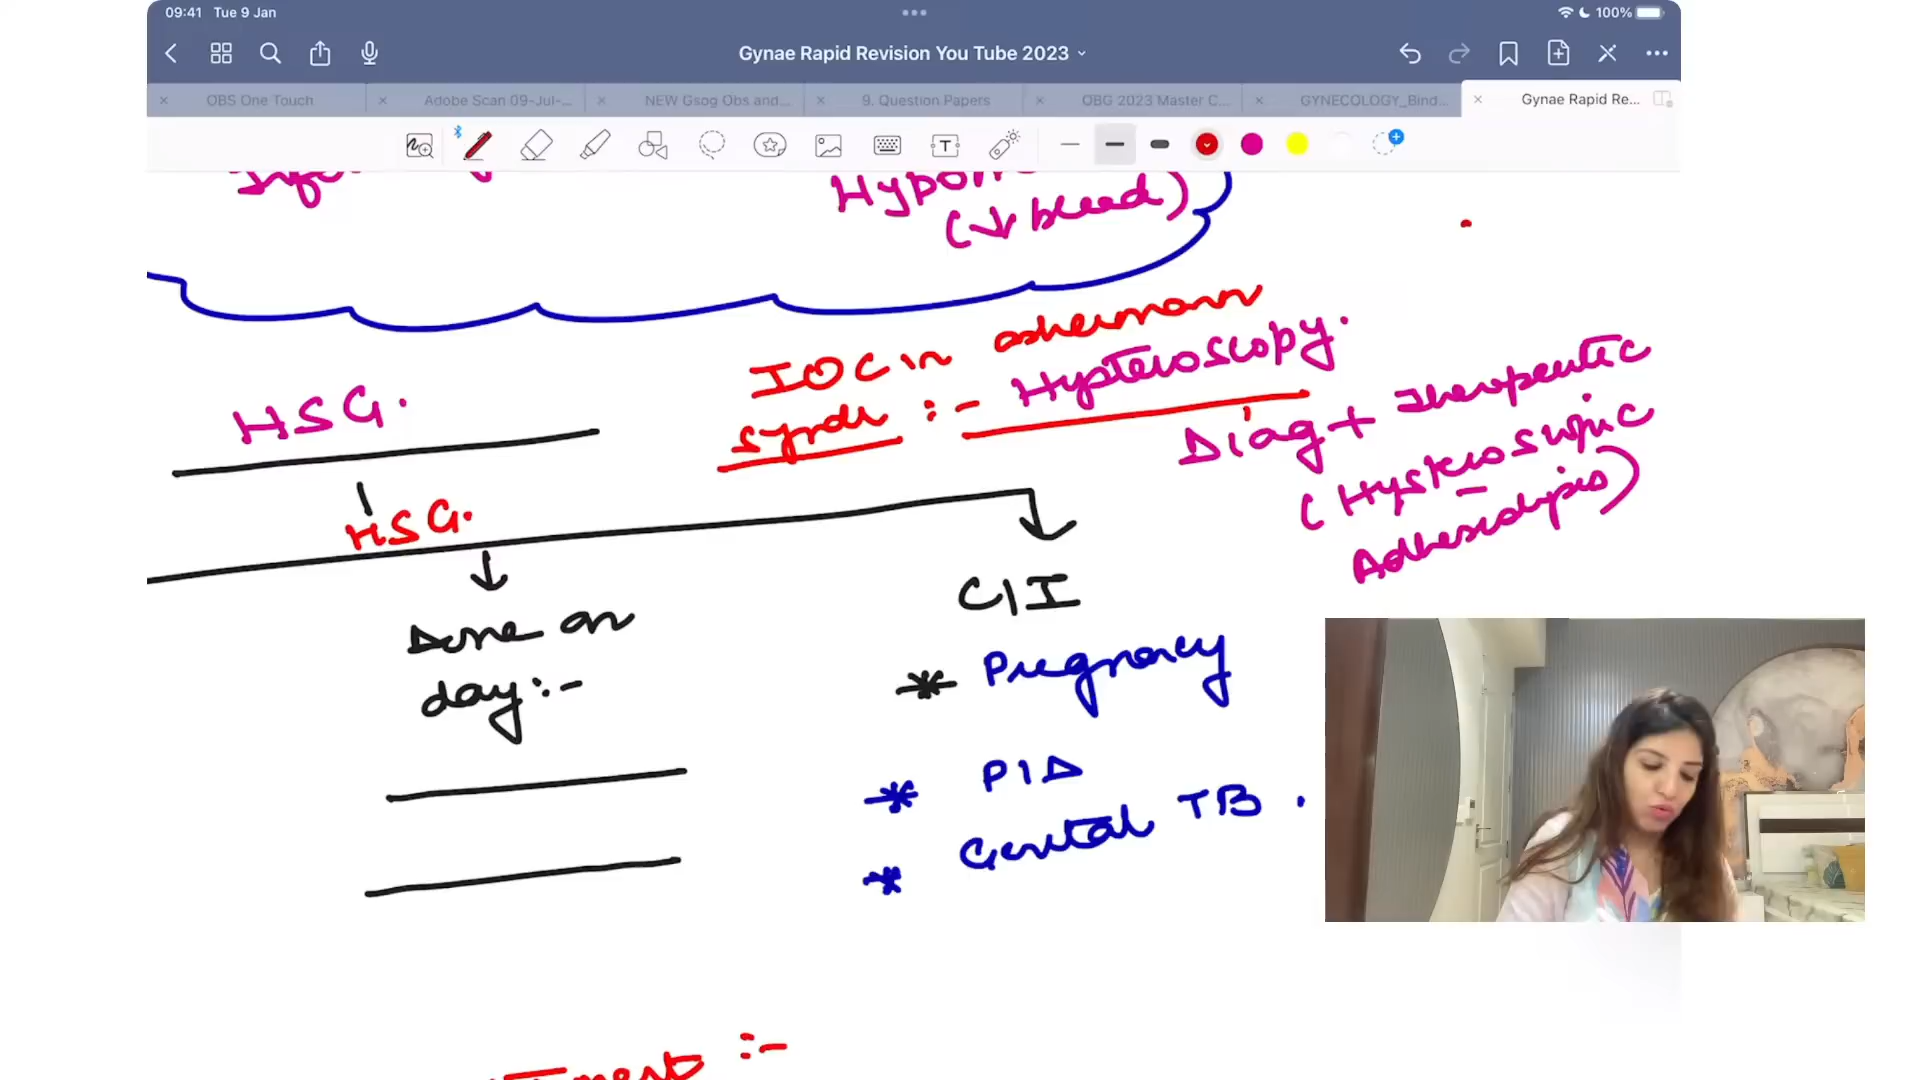 09:41 Tue 9 Jan
100%
Gynae Rapid Revision You Tube 2023
OBS One Touch
Adobe Scan 09-Jul-...
NEW Gsog Obs and...
9. Question Papers
OBG 2023 Master C...
GYNECOLOGY_Bind...
Gynae Rapid Re...
(↓ bleed)
IOC in ashermann
syndr :- Hysteroscopy.
Diag + Therapeutic
(Hysteroscopic
Adhesiolysis)
HSG.
HSG.
Done on
day:-
C/I
* Pregnancy
* PID
* Genital TB.